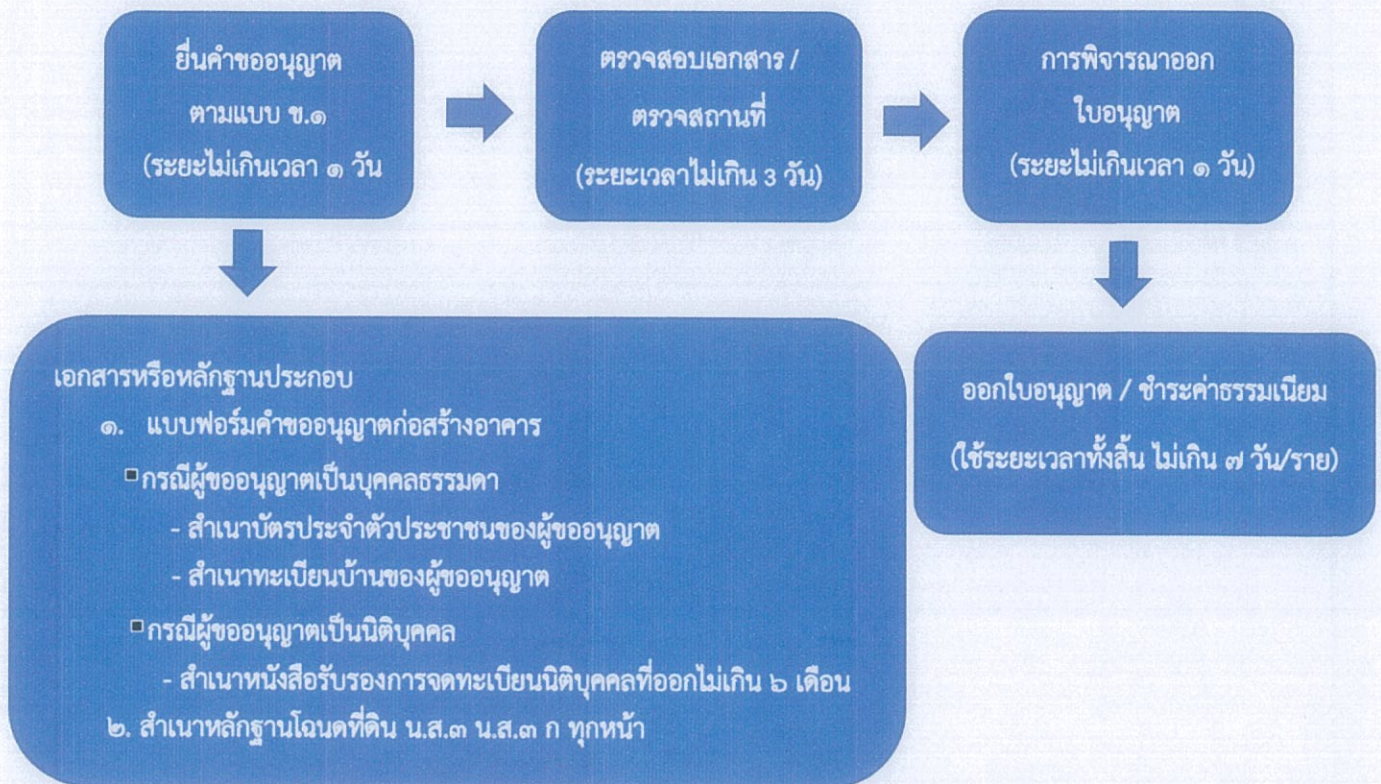 ยื่นคำขออนุญาต
ตามแบบ ข.๑
(ระยะไม่เกินเวลา ๑ วัน
ตรวจสอบเอกสาร /
ตรวจสถานที่
(ระยะเวลาไม่เกิน 3 วัน)
การพิจารณาออก
ใบอนุญาต
(ระยะไม่เกินเวลา ๑ วัน)
เอกสารหรือหลักฐานประกอบ
๑. แบบฟอร์มคำขออนุญาตก่อสร้างอาคาร
▪กรณีผู้ขออนุญาตเป็นบุคคลธรรมดา
- สำเนาบัตรประจำตัวประชาชนของผู้ขออนุญาต
- สำเนาทะเบียนบ้านของผู้ขออนุญาต
▪กรณีผู้ขออนุญาตเป็นนิติบุคคล
- สำเนาหนังสือรับรองการจดทะเบียนนิติบุคคลที่ออกไม่เกิน ๖ เดือน
๒. สำเนาหลักฐานโฉนดที่ดิน น.ส.๓ น.ส.๓ ก ทุกหน้า
ออกใบอนุญาต / ชำระค่าธรรมเนียม
(ใช้ระยะเวลาทั้งสิ้น ไม่เกิน ๗ วัน/ราย)